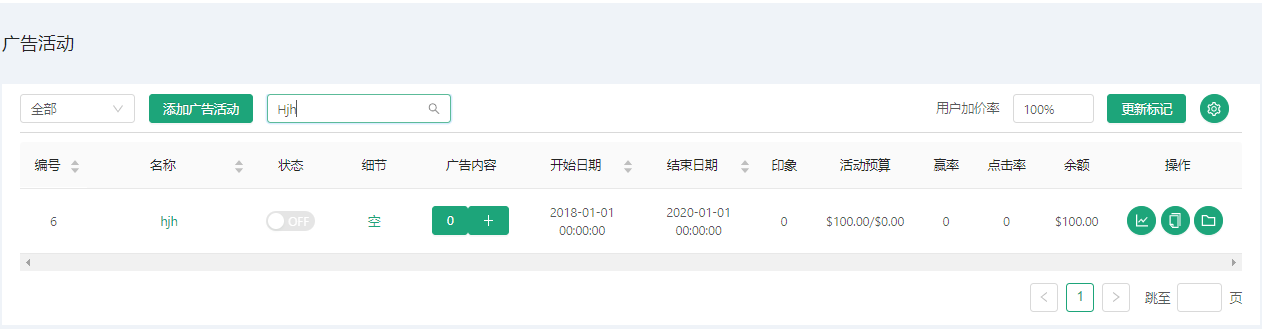 广告活动
全部
添加广告活动
Hjh
用户加价率
100%
更新标记
编号 名称 状态 细节 广告内容 开始日期 结束日期 印象 活动预算 赢率 点击率 余额 操作
6 hjh OFF 空 0 + 2018-01-01 2020-01-01 0 $100.00/$0.00 0 0 $100.00
00:00:00 00:00:00
< 1 > 跳至 页